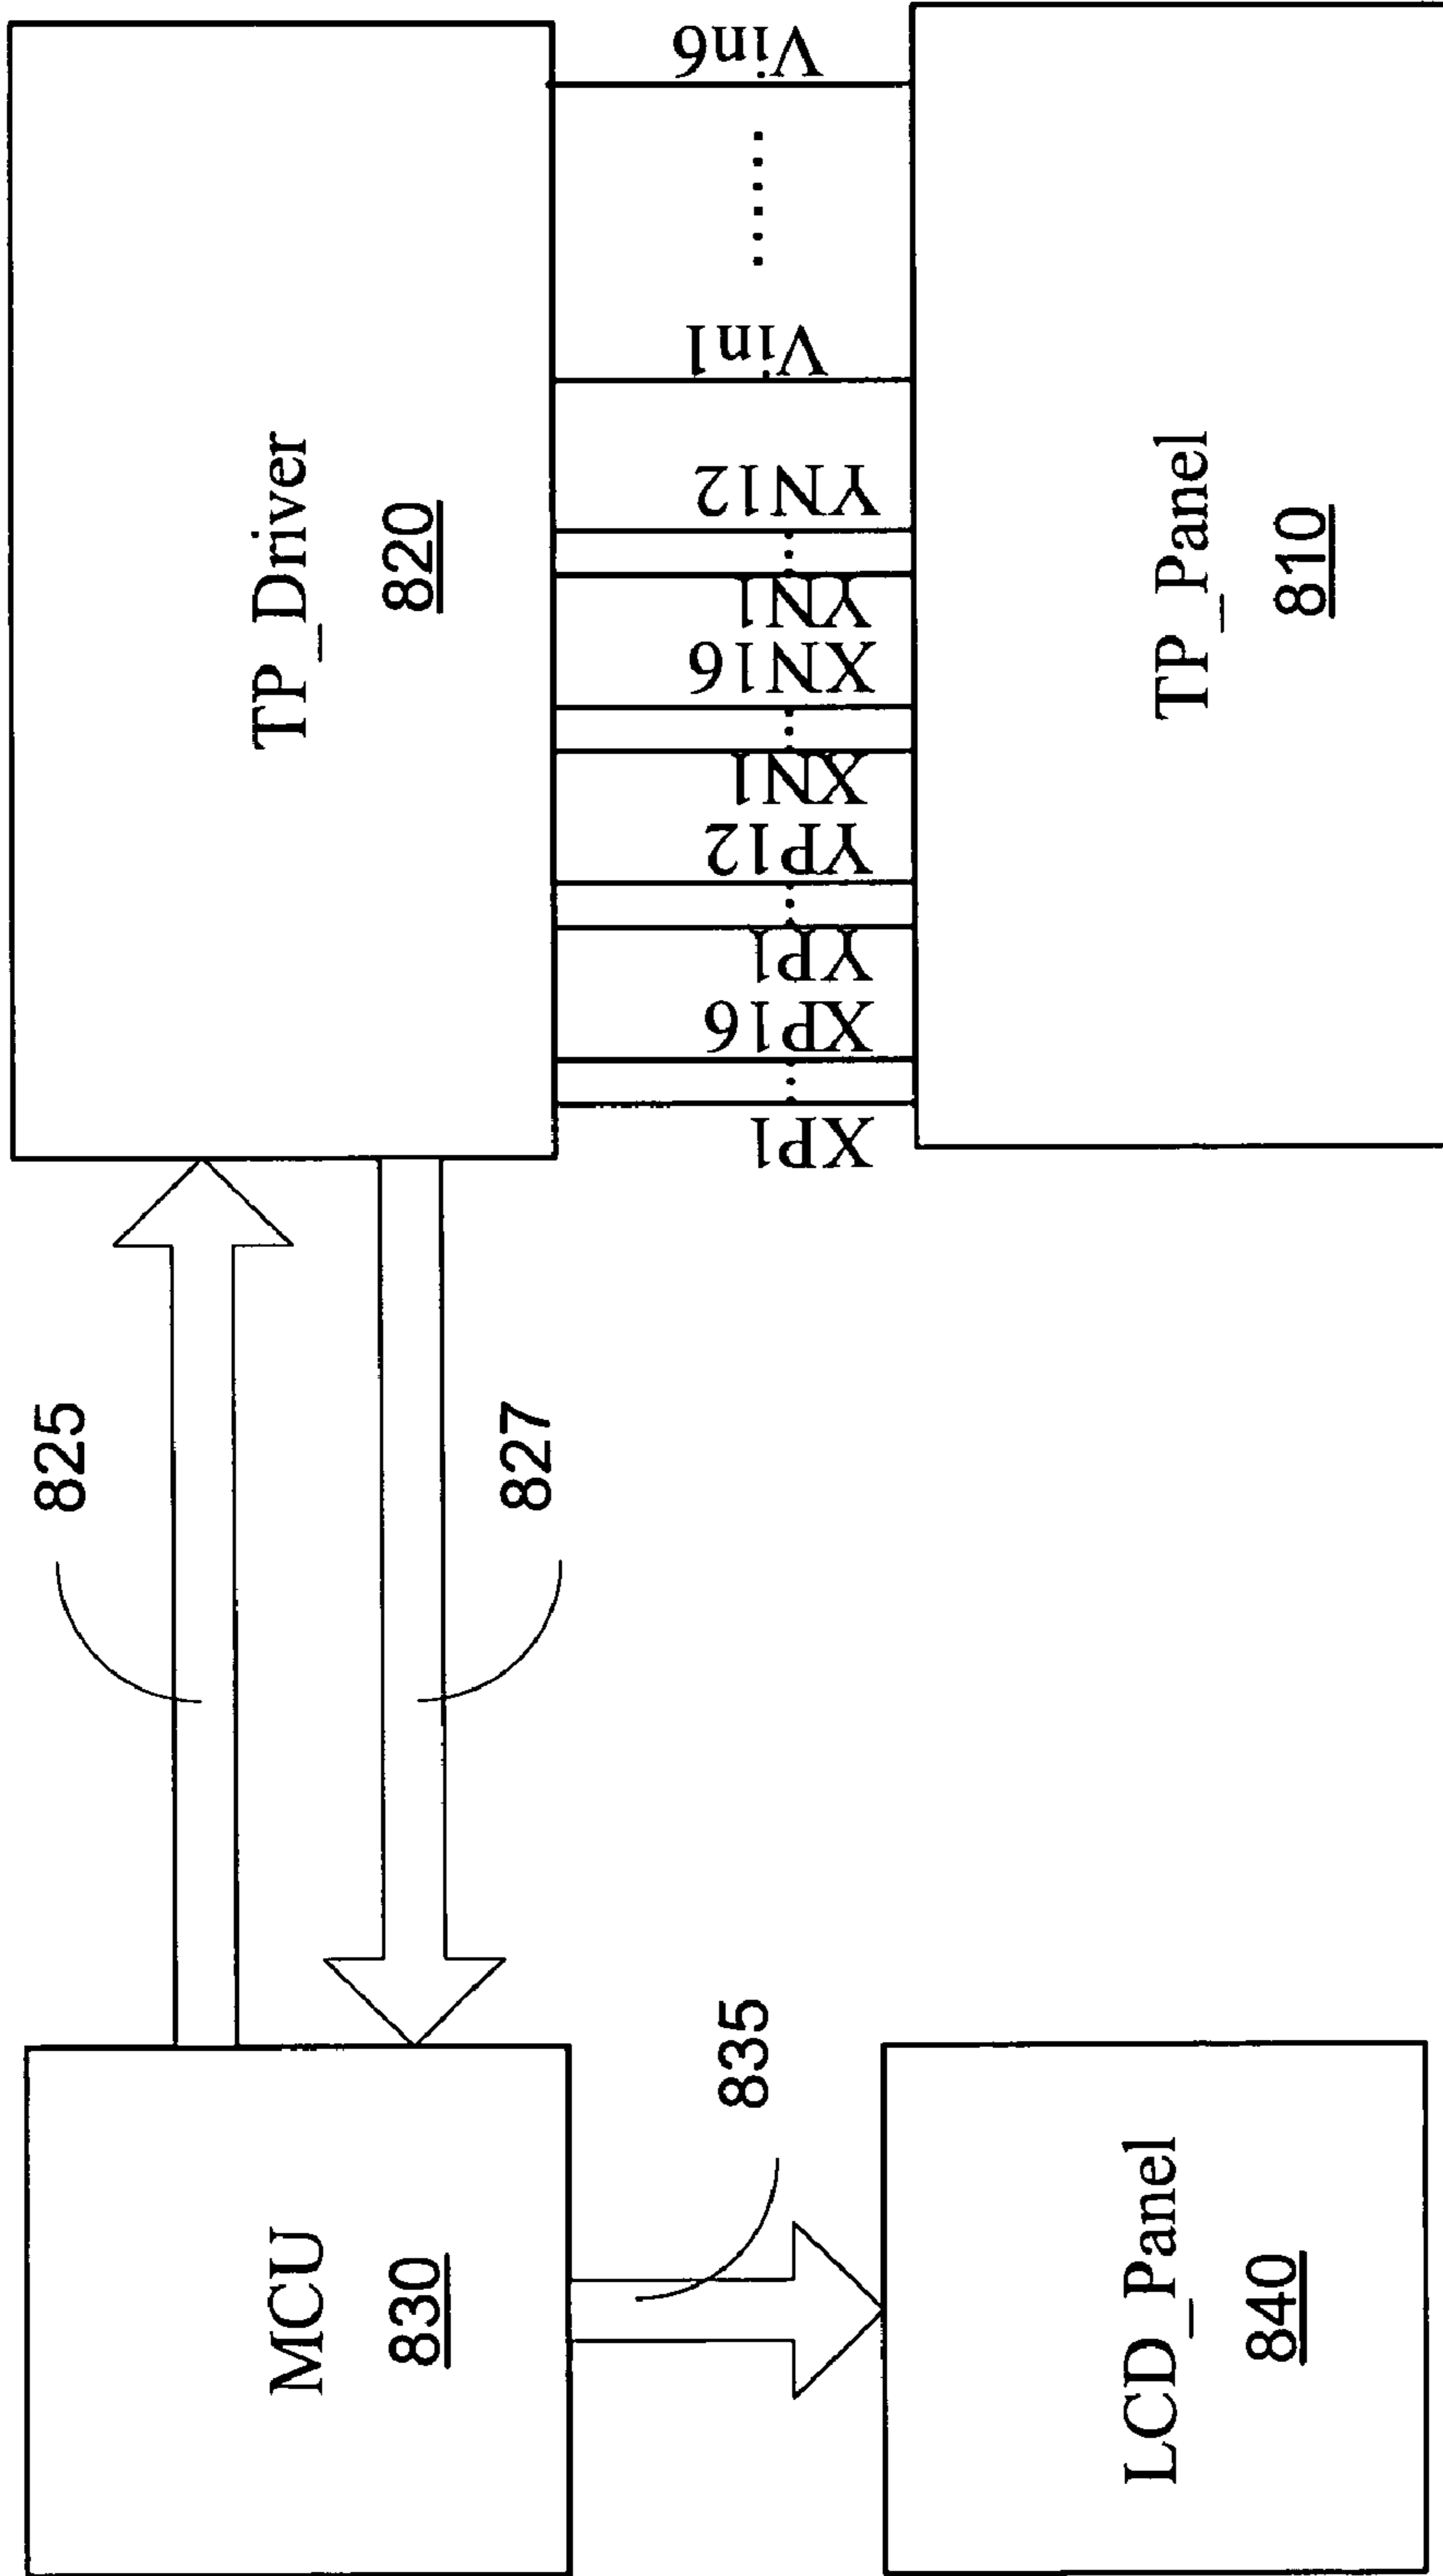 MCU
830
825
827
TP_Driver
820
835
XP1
XP16
YP1
YP12
XN1
XN16
YN1
YN12
Vin1
Vin6
LCD_Panel
840
TP_Panel
810